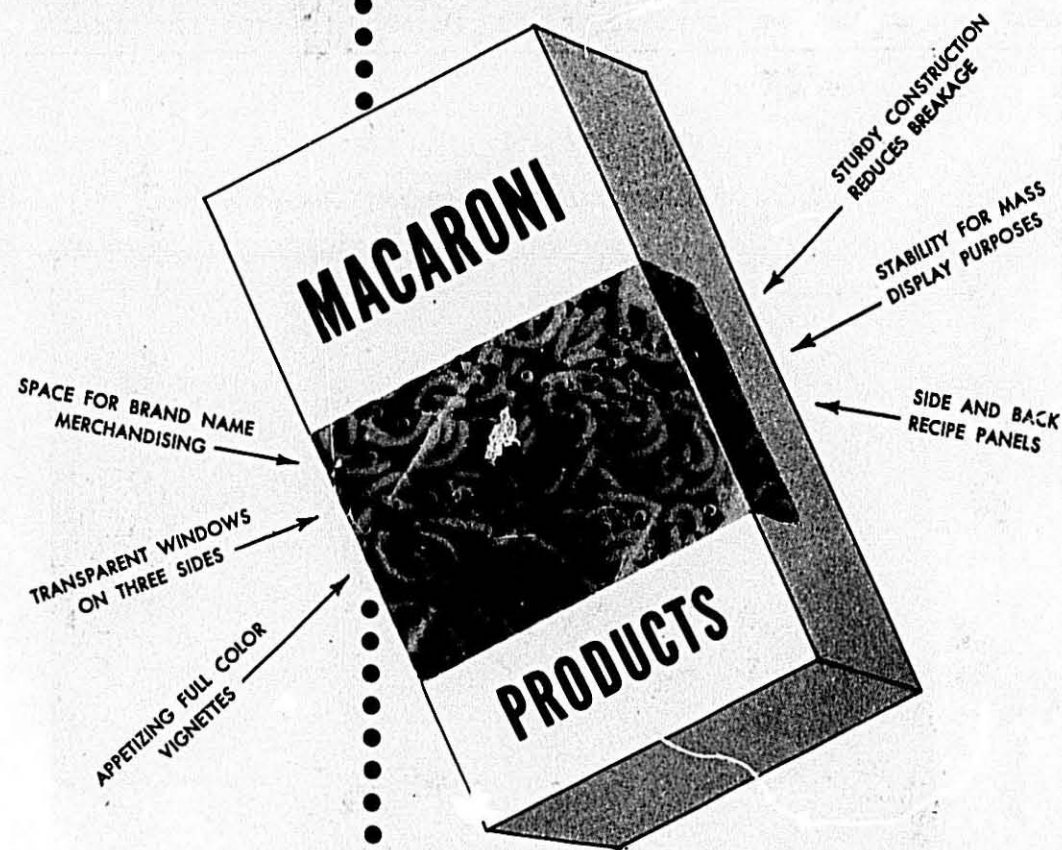 MACARONI
PRODUCTS
SPACE FOR BRAND NAME
MERCHANDISING
TRANSPARENT WINDOWS
ON THREE SIDES
APPETIZING FULL COLOR
VIGNETTES
STURDY CONSTRUCTION
REDUCES BREAKAGE
STABILITY FOR MASS
DISPLAY PURPOSES
SIDE AND BACK
RECIPE PANELS